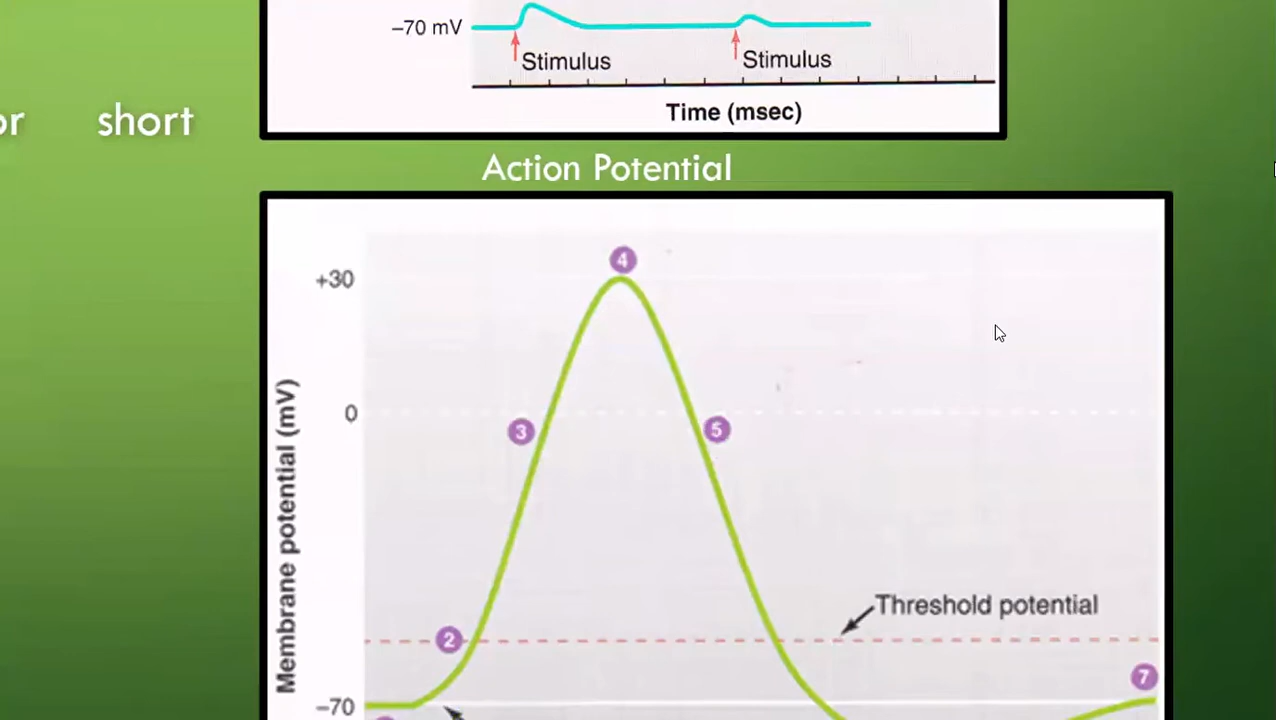 −70 mV
Stimulus
Stimulus
Time (msec)
short
Action Potential
4
+30
0
3
5
Membrane potential (mV)
Threshold potential
2
7
−70